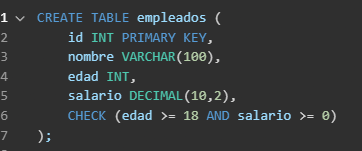 1 CREATE TABLE empleados (
2 id INT PRIMARY KEY,
3 nombre VARCHAR(100),
4 edad INT,
5 salario DECIMAL(10,2),
6 CHECK (edad >= 18 AND salario >= 0)
7 );